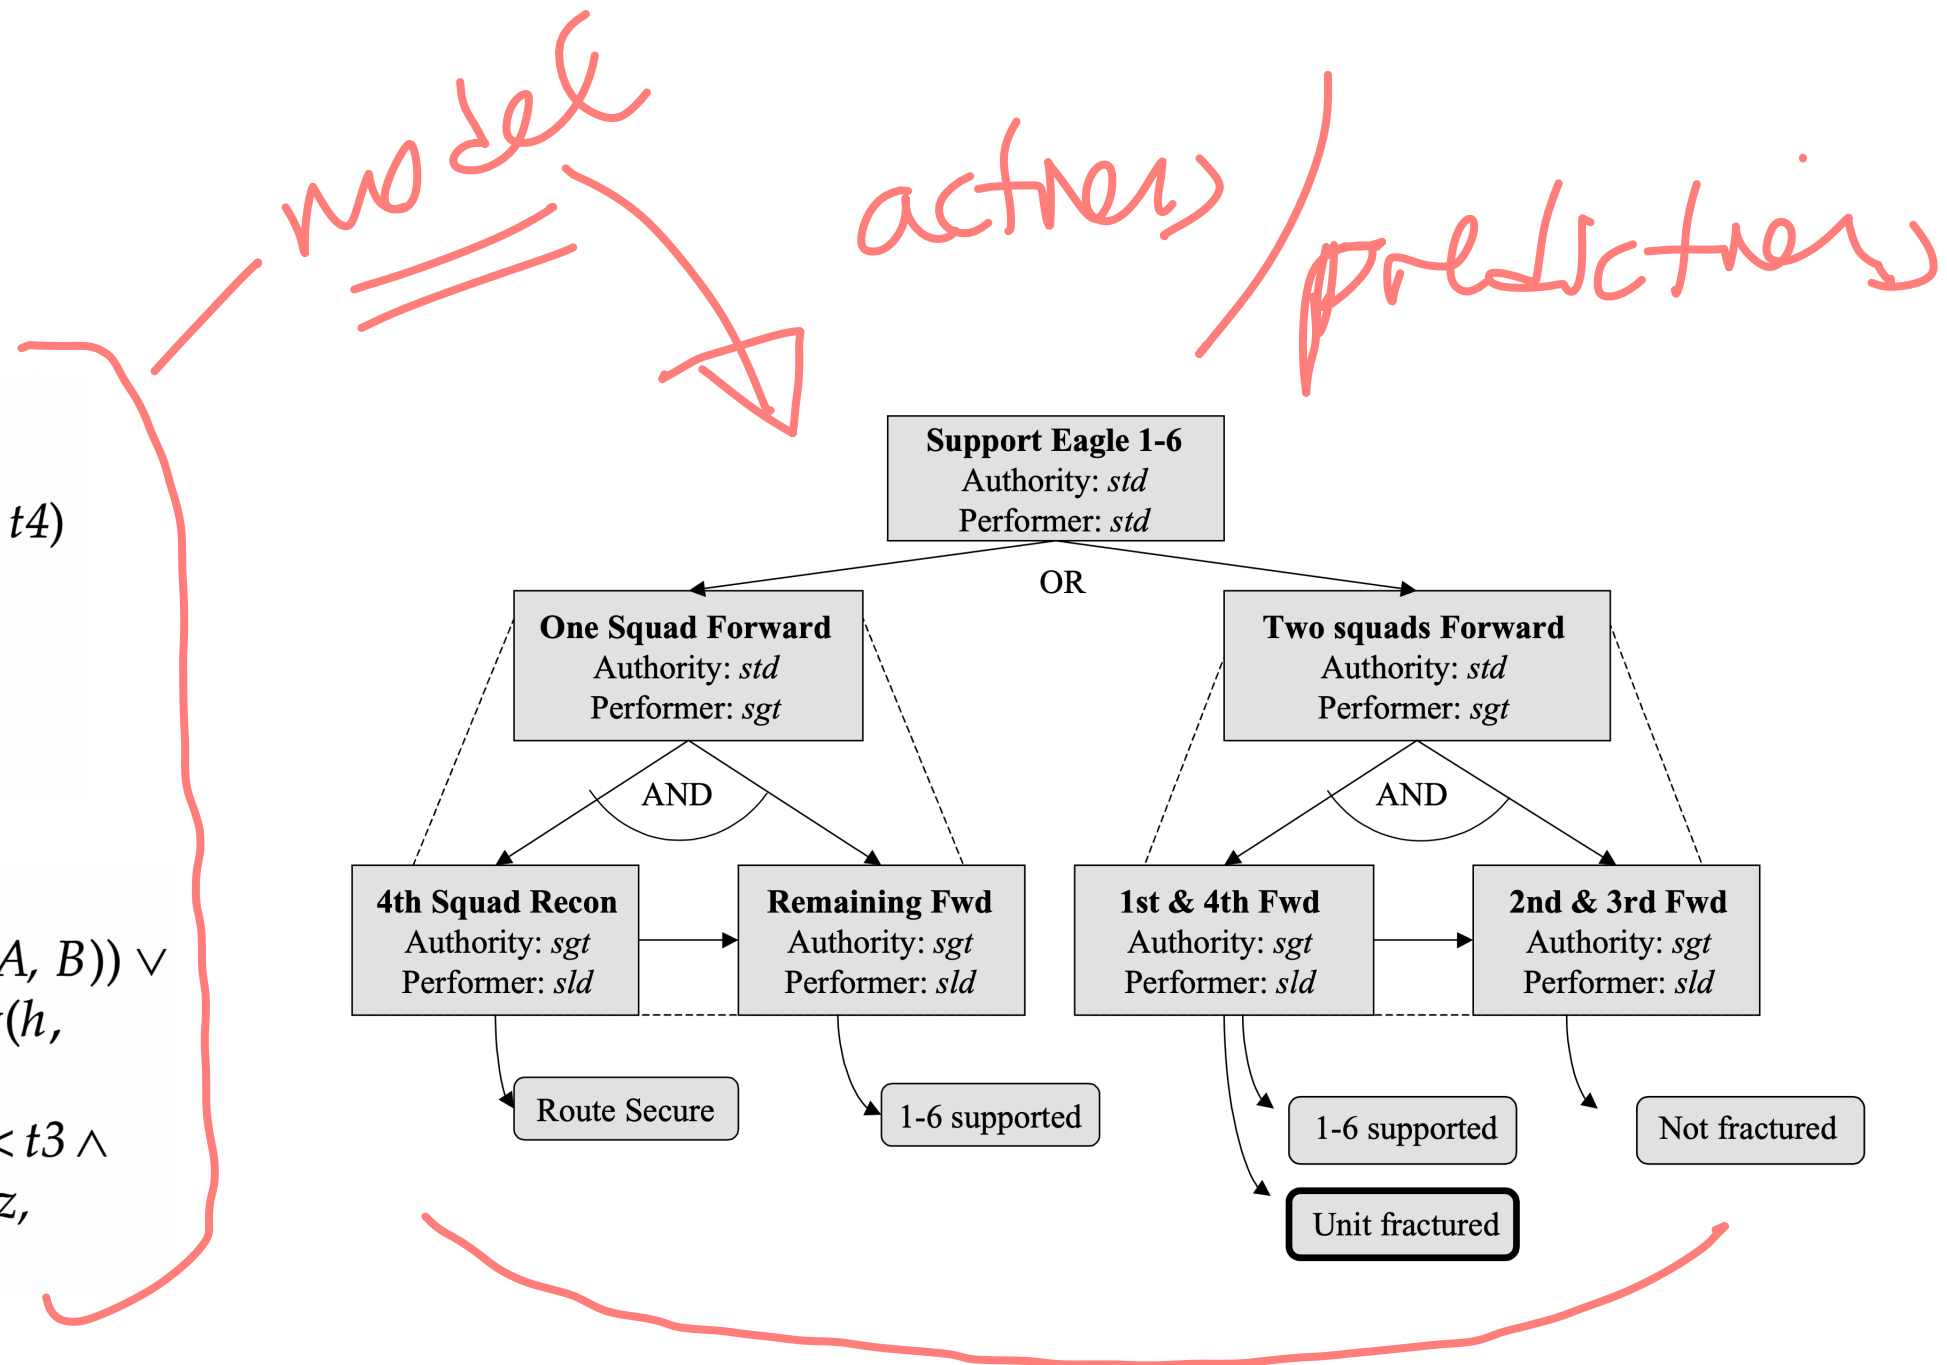 model
actions/
predictions
t4)
A, B)) ∨
(h,
< t3 ∧
z,
Support Eagle 1-6
Authority: std
Performer: std
OR
One Squad Forward
Authority: std
Performer: sgt
Two squads Forward
Authority: std
Performer: sgt
AND
AND
4th Squad Recon
Authority: sgt
Performer: sld
Remaining Fwd
Authority: sgt
Performer: sld
1st & 4th Fwd
Authority: sgt
Performer: sld
2nd & 3rd Fwd
Authority: sgt
Performer: sld
Route Secure
1-6 supported
1-6 supported
Not fractured
Unit fractured